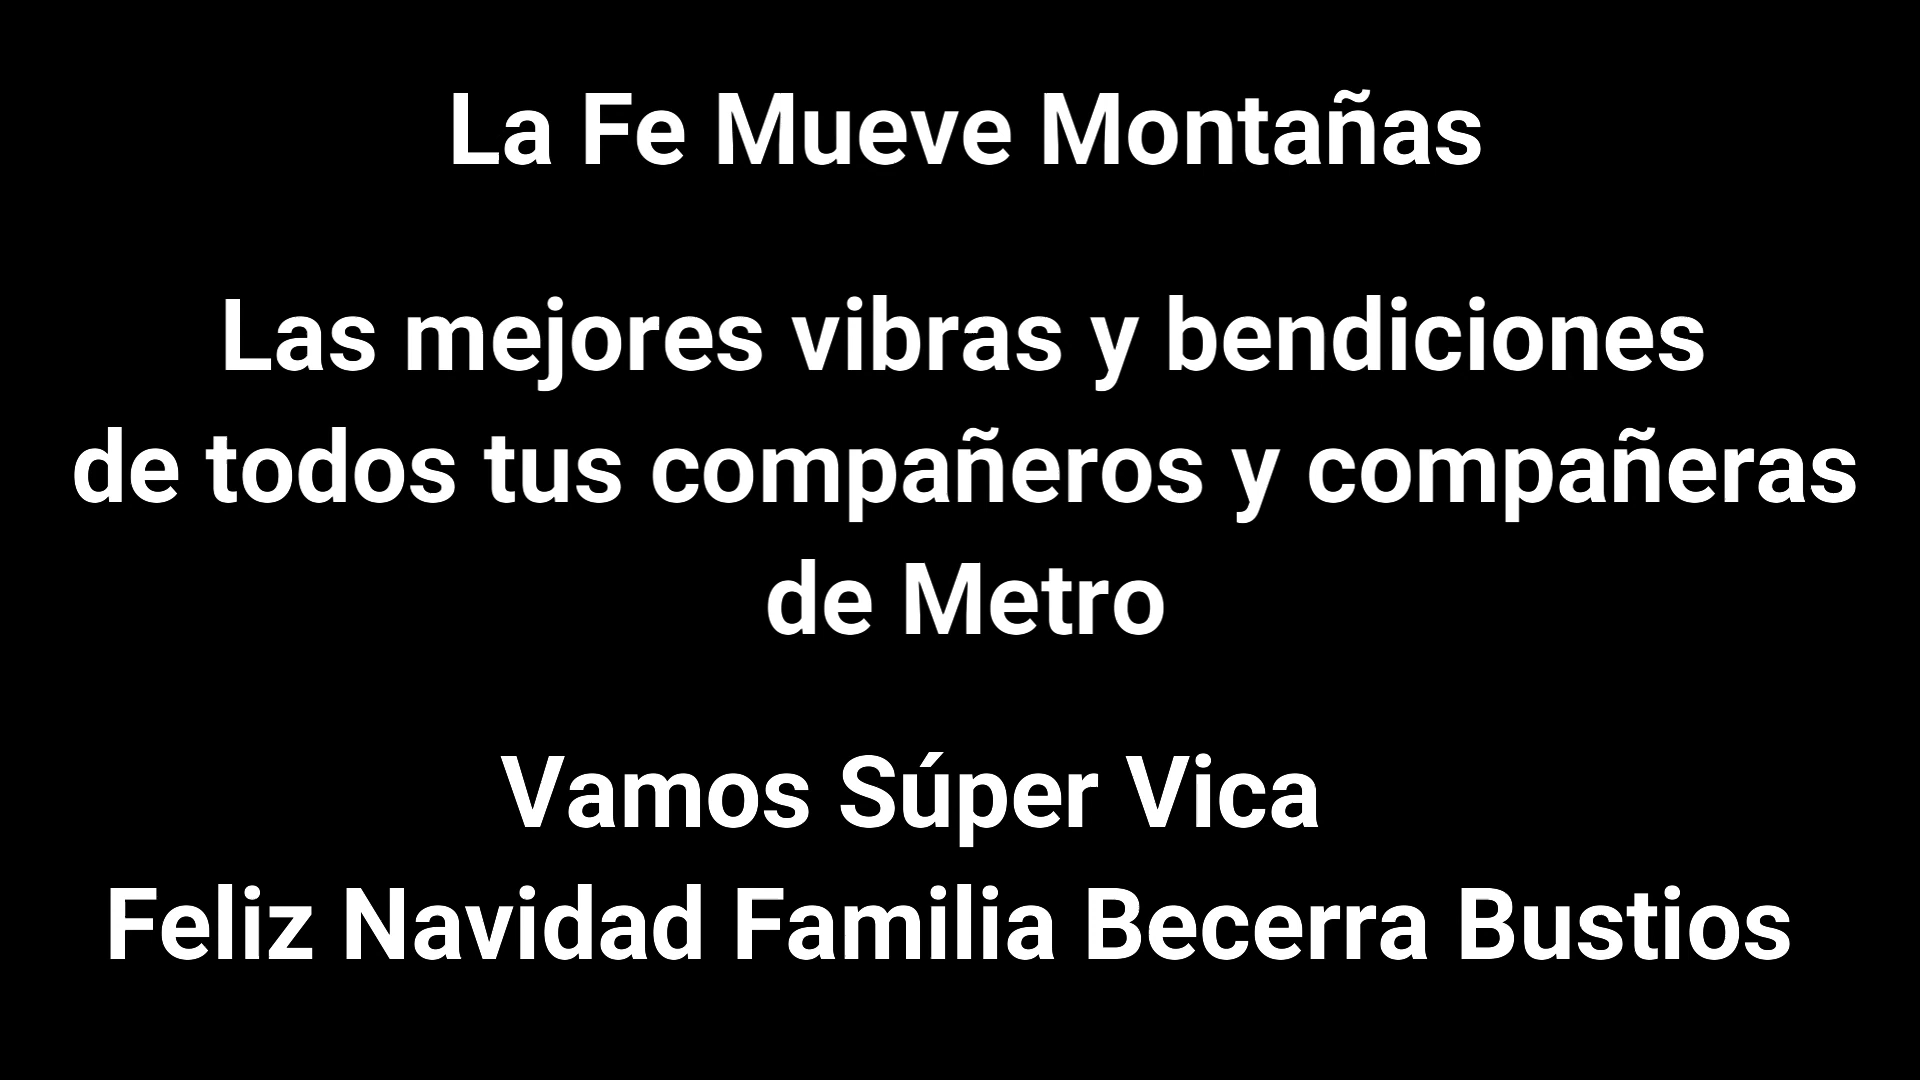 La Fe Mueve Montañas
Las mejores vibras y bendiciones
de todos tus compañeros y compañeras
de Metro
Vamos Súper Vica
Feliz Navidad Familia Becerra Bustios